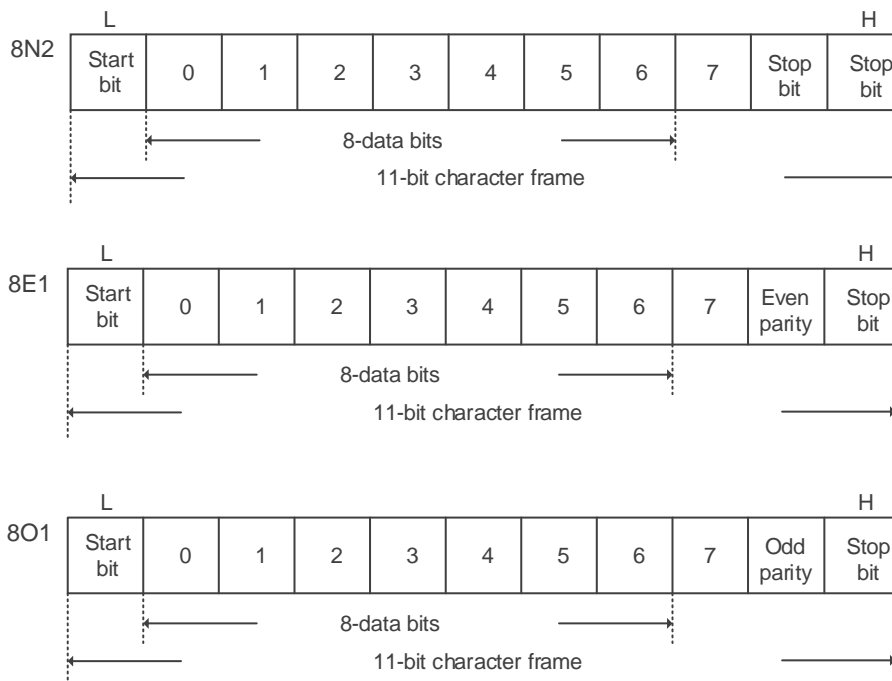 L H
8N2 Start bit 0 1 2 3 4 5 6 7 Stop bit Stop bit
8-data bits
11-bit character frame
L H
8E1 Start bit 0 1 2 3 4 5 6 7 Even parity Stop bit
8-data bits
11-bit character frame
L H
8O1 Start bit 0 1 2 3 4 5 6 7 Odd parity Stop bit
8-data bits
11-bit character frame